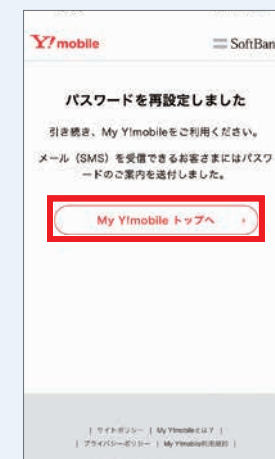 Y!mobile
SoftBan
パスワードを再設定しました
引き続き、My Y!mobileをご利用ください。
メール（SMS）を受信できるお客さまにはパスワ
ードのご案内を送付しました。
My Y!mobile トップへ
| サイトポリシー | My Y!mobileとは？ |
| プライバシーポリシー | My Y!mobile利用規約 |